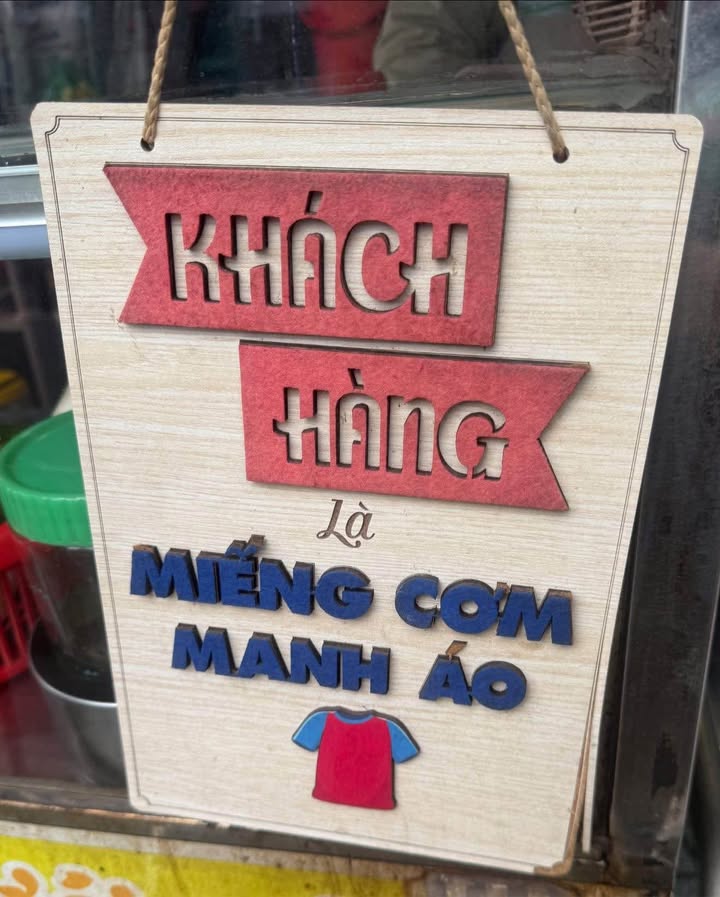 KHÁCH
HÀNG
Là
MIẾNG CƠM
MANH ÁO